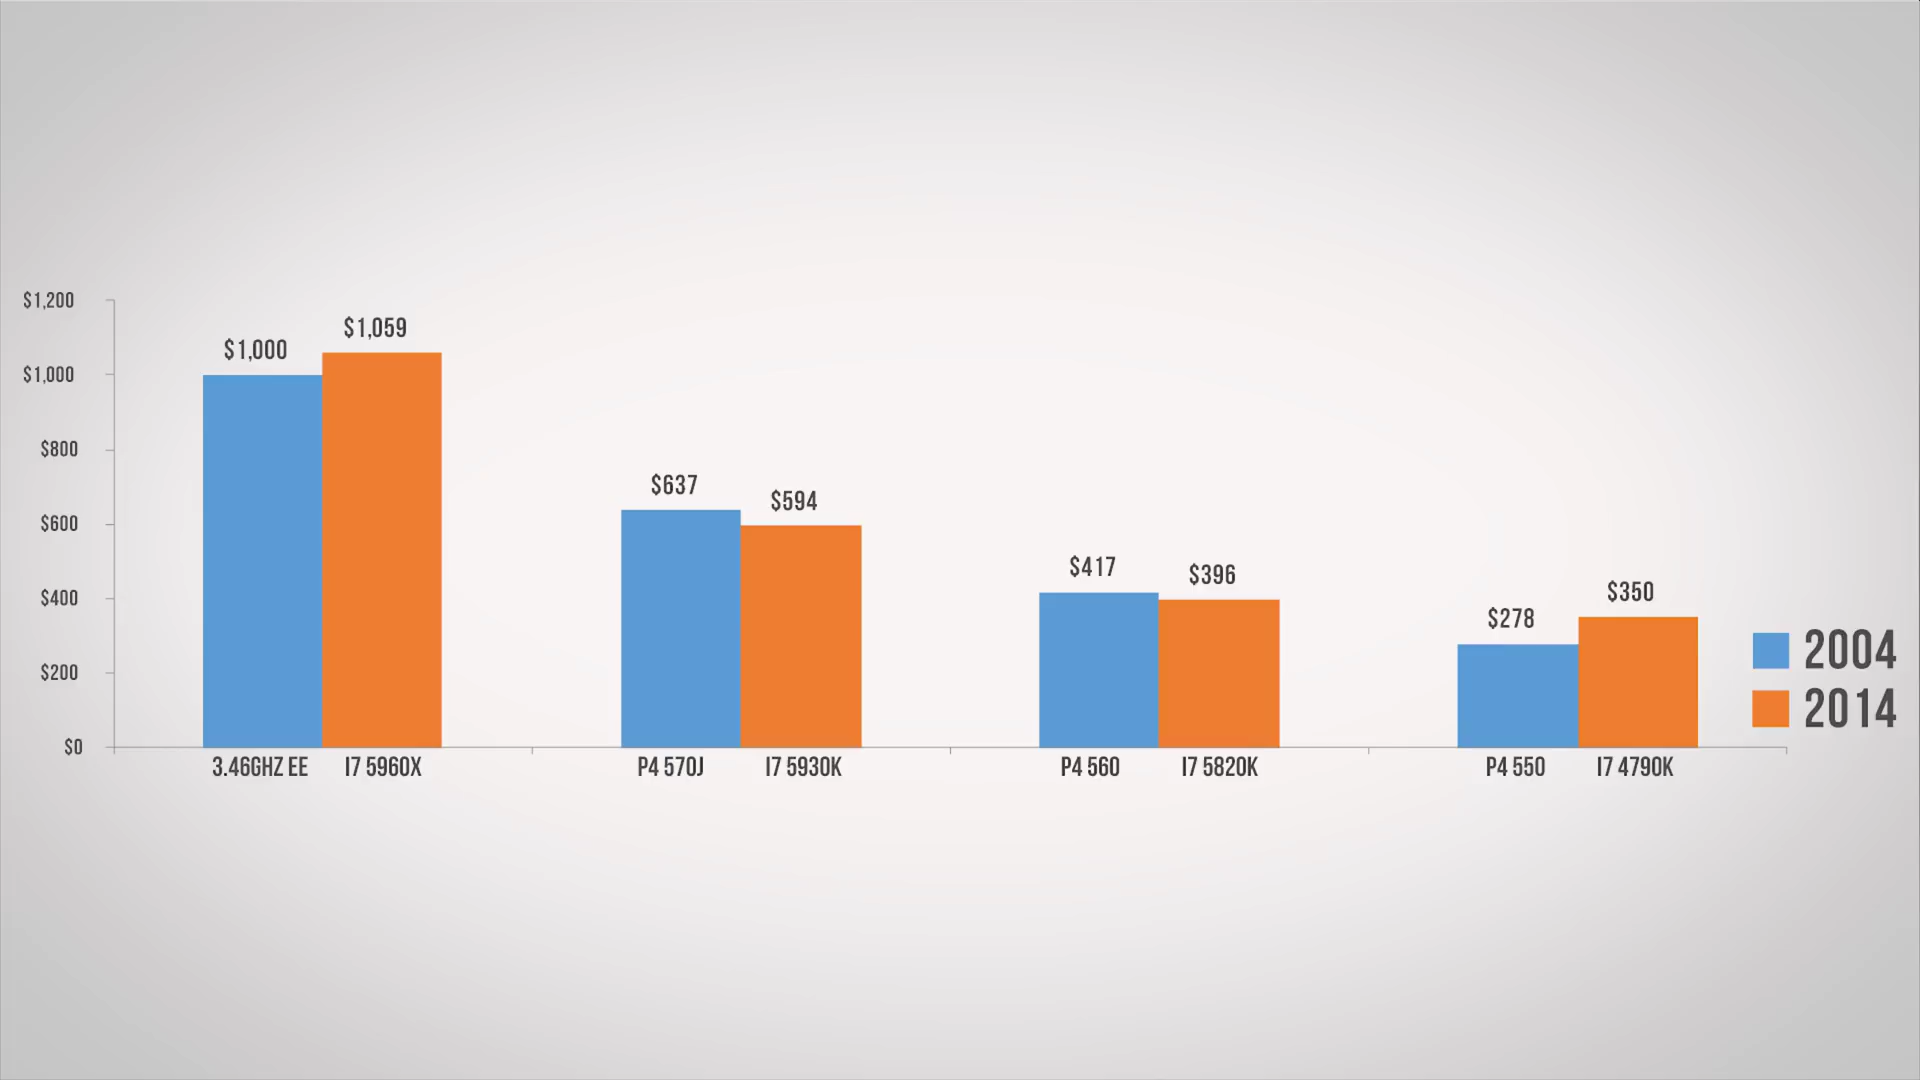 $1,200
$1,000
$800
$600
$400
$200
$0
$1,000
$1,059
$637
$594
$417
$396
$278
$350
3.46GHZ EE
I7 5960X
P4 570J
I7 5930K
P4 560
I7 5820K
P4 550
I7 4790K
2004
2014